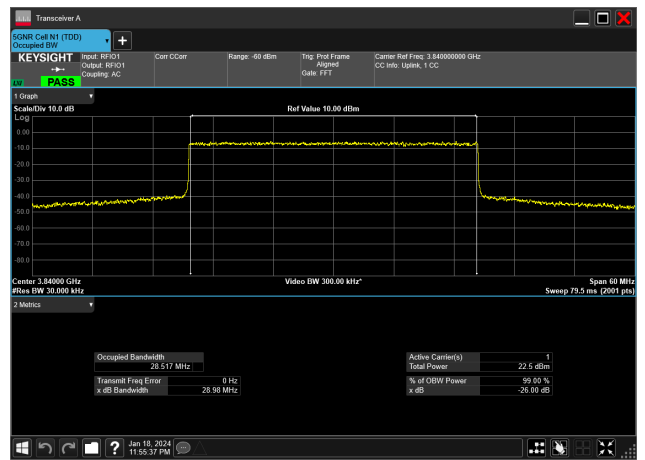 Transceiver A
5GNR Cell N1 (TDD)
Occupied BW
KEYSIGHT
Input: RFIO1
Output: RFIO1
Coupling: AC
Corr CCorr
Range: -60 dBm
Trig: Prot Frame
Aligned
Gate: FFT
Carrier Ref Freq: 3.840000000 GHz
CC Info: Uplink, 1 CC
PASS
1 Graph
Scale/Div 10.0 dB
Ref Value 10.00 dBm
Log
0.00
-10.0
-20.0
-30.0
-40.0
-50.0
-60.0
-70.0
-80.0
Center 3.84000 GHz
Video BW 300.00 kHz*
Span 60 MHz
#Res BW 30.000 kHz
Sweep 79.5 ms (2001 pts)
2 Metrics
Occupied Bandwidth
28.517 MHz
Active Carrier(s) 1
Total Power 22.5 dBm
Transmit Freq Error 0 Hz
x dB Bandwidth 28.98 MHz
% of OBW Power 99.00 %
x dB -26.00 dB
Jan 18, 2024
11:55:37 PM